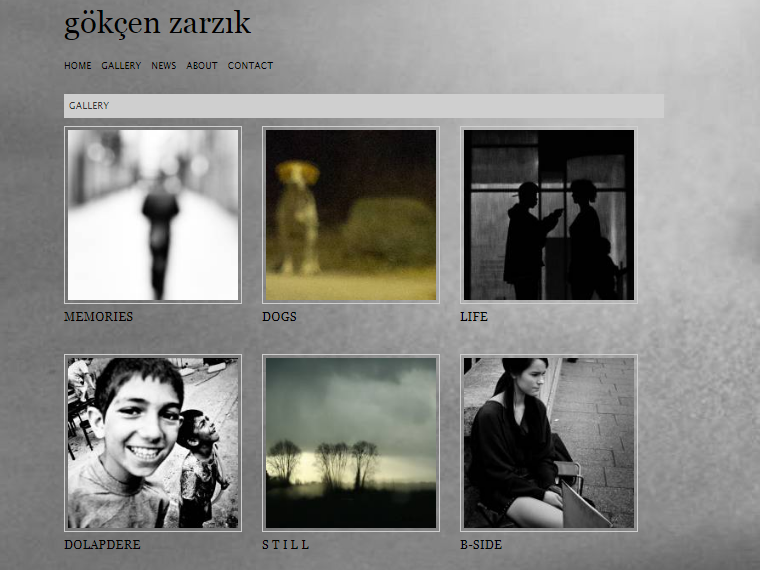 gökçen zarzık
HOME GALLERY NEWS ABOUT CONTACT
GALLERY
MEMORIES DOGS LIFE
DOLAPDERE S T I L L B-SIDE